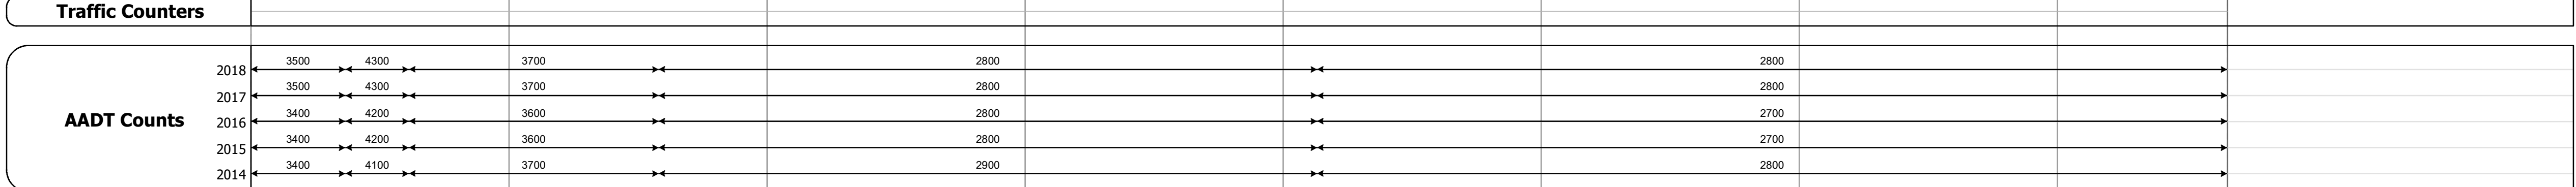 Traffic Counters
AADT Counts
2018 3500 4300 3700 2800 2800
2017 3500 4300 3700 2800 2800
2016 3400 4200 3600 2800 2700
2015 3400 4200 3600 2800 2700
2014 3400 4100 3700 2900 2800